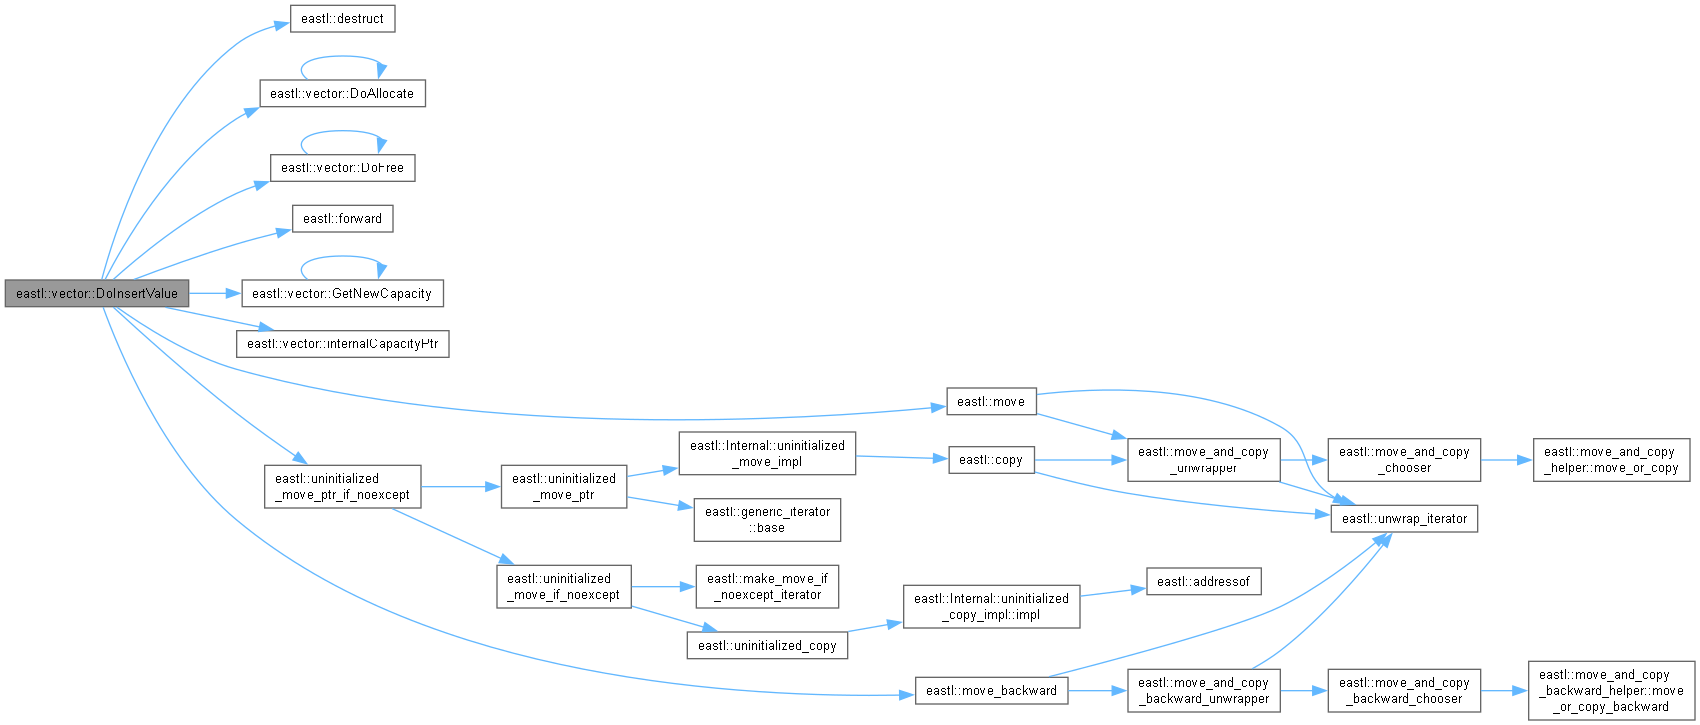 eastl::destruct
eastl::vector::DoAllocate
eastl::vector::DoFree
eastl::forward
eastl::vector::DoInsertValue
eastl::vector::GetNewCapacity
eastl::vector::internalCapacityPtr
eastl::move
eastl::uninitialized
_move_ptr_if_noexcept
eastl::uninitialized
_move_ptr
eastl::Internal::uninitialized
_move_impl
eastl::copy
eastl::move_and_copy
_unwrapper
eastl::move_and_copy
_chooser
eastl::move_and_copy
_helper::move_or_copy
eastl::generic_iterator
::base
eastl::unwrap_iterator
eastl::uninitialized
_move_if_noexcept
eastl::make_move_if
_noexcept_iterator
eastl::uninitialized_copy
eastl::Internal::uninitialized
_copy_impl::impl
eastl::addressof
eastl::move_backward
eastl::move_and_copy
_backward_unwrapper
eastl::move_and_copy
_backward_chooser
eastl::move_and_copy
_backward_helper::move
_or_copy_backward